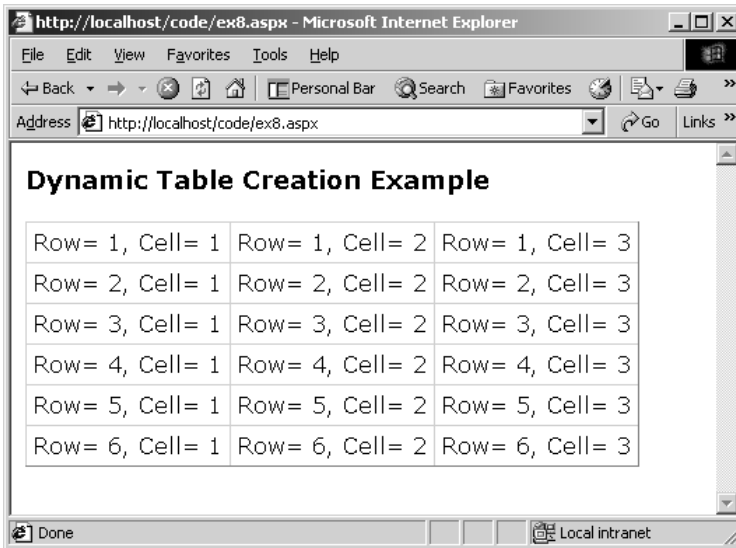 http://localhost/code/ex8.aspx - Microsoft Internet Explorer
File Edit View Favorites Tools Help
Back Personal Bar Search Favorites »
Address http://localhost/code/ex8.aspx Go Links »
Dynamic Table Creation Example
Row= 1, Cell= 1 Row= 1, Cell= 2 Row= 1, Cell= 3
Row= 2, Cell= 1 Row= 2, Cell= 2 Row= 2, Cell= 3
Row= 3, Cell= 1 Row= 3, Cell= 2 Row= 3, Cell= 3
Row= 4, Cell= 1 Row= 4, Cell= 2 Row= 4, Cell= 3
Row= 5, Cell= 1 Row= 5, Cell= 2 Row= 5, Cell= 3
Row= 6, Cell= 1 Row= 6, Cell= 2 Row= 6, Cell= 3
Done Local intranet